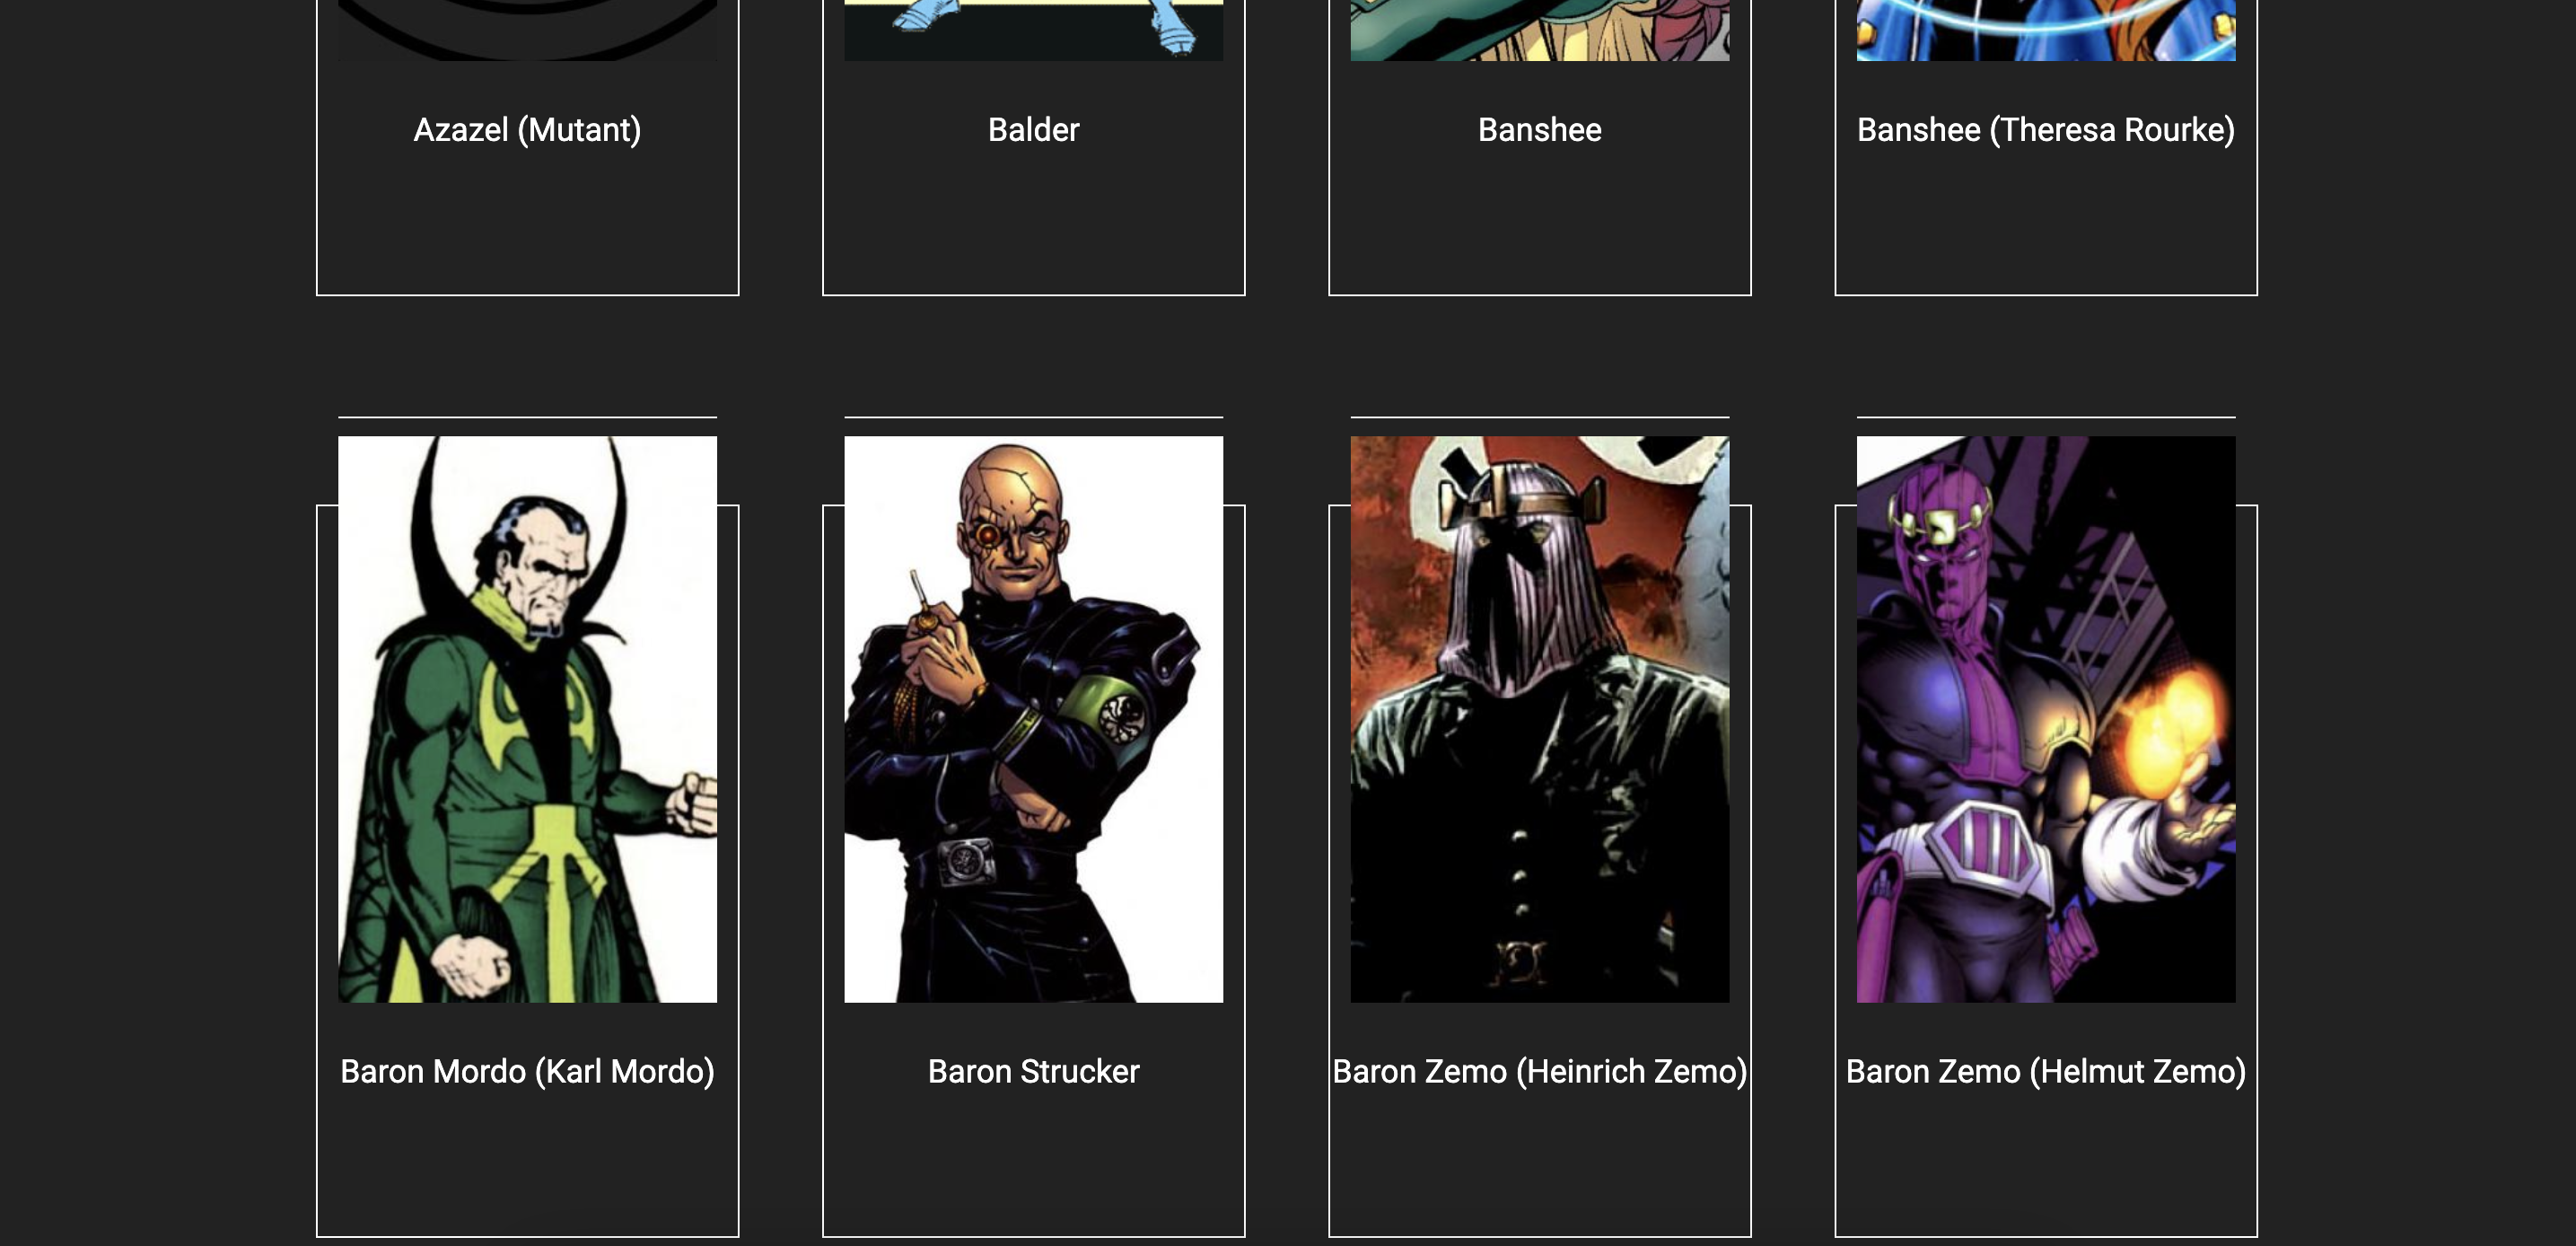 Azazel (Mutant)
Balder
Banshee
Banshee (Theresa Rourke)
Baron Mordo (Karl Mordo)
Baron Strucker
Baron Zemo (Heinrich Zemo)
Baron Zemo (Helmut Zemo)